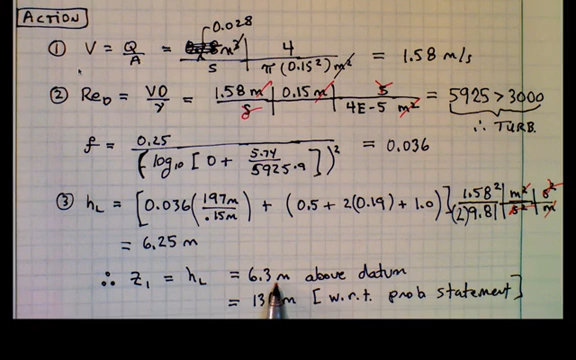 ACTION
① V = Q/A = 0.028 m³/s | 4/π(0.15²)m² = 1.58 m/s
② Re_D = VD/ν = 1.58 m/s | 0.15m | s/4E-5 m² = 5925 > 3000
∴ TURB.
f = 0.25/(log₁₀[0 + 5.74/5925^.9])² = 0.036
③ h_L = [0.036(197m/.15m) + (0.5 + 2(0.19) + 1.0)] 1.58²/(2)9.81 | m²/s² | s²/m
= 6.25 m
∴ z₁ = h_L = 6.3 m above datum
= m [w.r.t. prob statement]